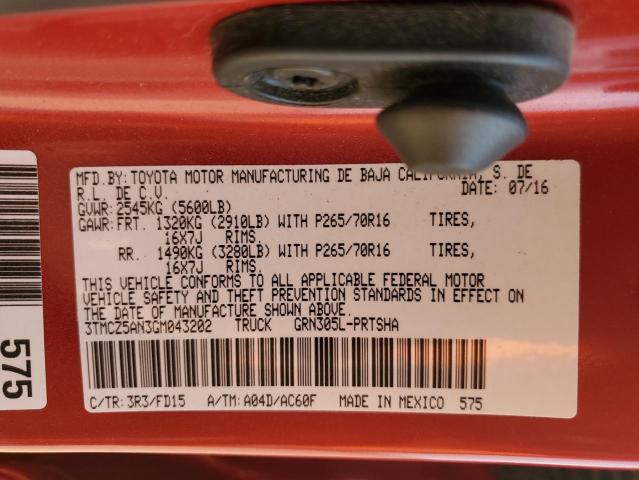 MFD.BY: TOYOTA MOTOR MANUFACTURING DE BAJA CALIFORNIA, S. DE
R.L. DE C.V. DATE: 07/16
GVWR: 2545KG (5600LB)
GAWR: FRT. 1320KG (2910LB) WITH P265/70R16 TIRES,
16X7J RIMS.
RR. 1490KG (3280LB) WITH P265/70R16 TIRES,
16X7J RIMS.
THIS VEHICLE CONFORMS TO ALL APPLICABLE FEDERAL MOTOR
VEHICLE SAFETY AND THEFT PREVENTION STANDARDS IN EFFECT ON
THE DATE OF MANUFACTURE SHOWN ABOVE.
3TMCZ5AN3GM043202 TRUCK GRN305L-PRTSHA
C/TR: 3R3/FD15 A/TM: A04D/AC60F MADE IN MEXICO 575
575